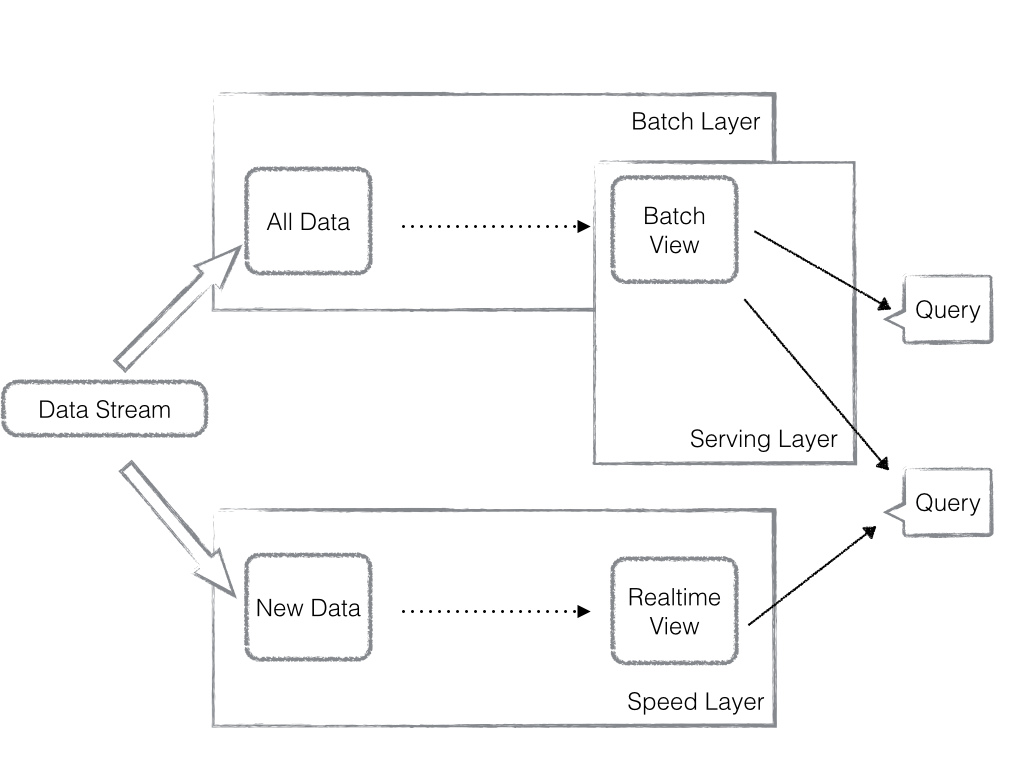 Batch Layer
All Data
Batch
View
Query
Data Stream
Serving Layer
Query
New Data
Realtime
View
Speed Layer